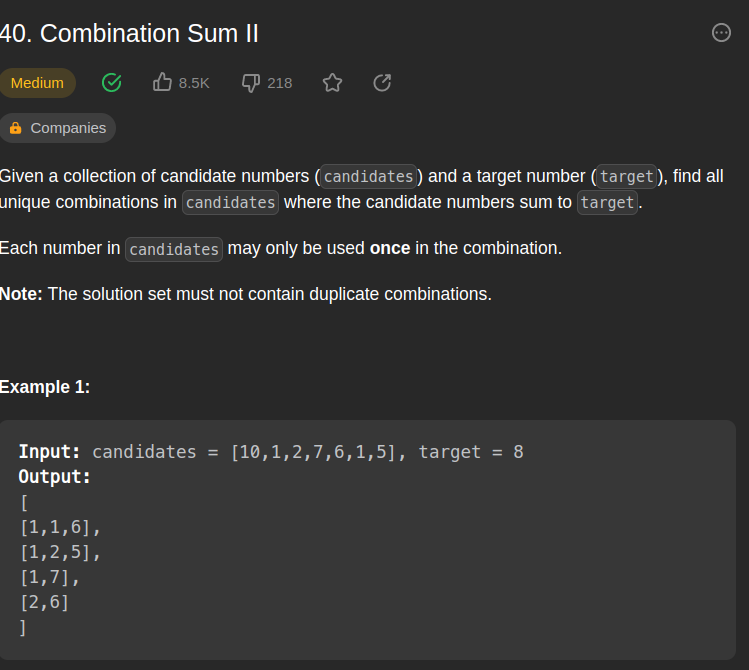 40. Combination Sum II
Medium 8.5K 218
Companies
Given a collection of candidate numbers (candidates) and a target number (target), find all
unique combinations in candidates where the candidate numbers sum to target.
Each number in candidates may only be used once in the combination.
Note: The solution set must not contain duplicate combinations.
Example 1:
Input: candidates = [10,1,2,7,6,1,5], target = 8
Output:
[
[1,1,6],
[1,2,5],
[1,7],
[2,6]
]